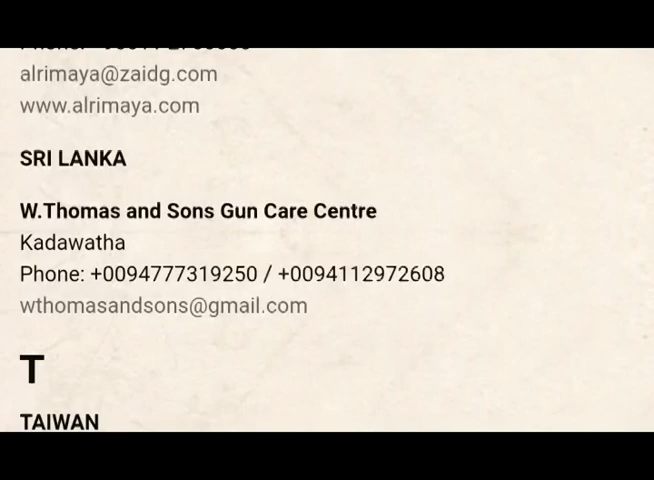 alrimaya@zaidg.com
www.alrimaya.com
SRI LANKA
W.Thomas and Sons Gun Care Centre
Kadawatha
Phone: +0094777319250 / +0094112972608
wthomasandsons@gmail.com
T
TAIWAN